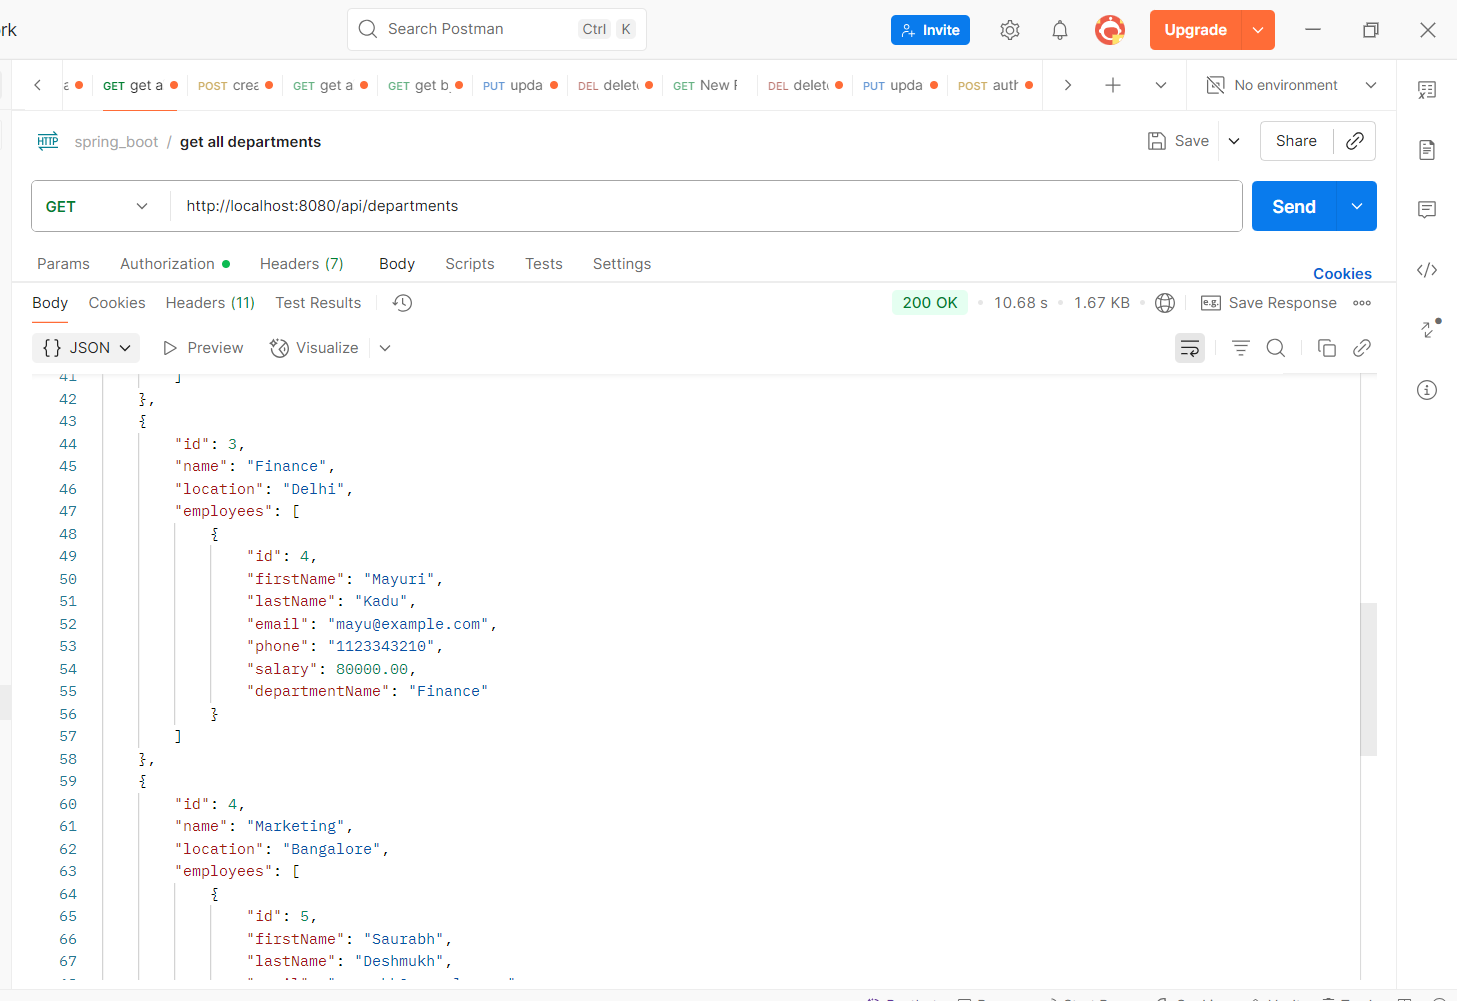 rk
Search Postman Ctrl K
Invite
Upgrade
GET get a
POST crea
GET get a
GET get b
PUT upda
DEL delet
GET New
DEL delet
PUT upda
POST auth
No environment
HTTP spring_boot / get all departments
Save
Share
GET http://localhost:8080/api/departments
Send
Params Authorization Headers (7) Body Scripts Tests Settings
Cookies
Body Cookies Headers (11) Test Results
200 OK 10.68 s 1.67 KB e.g. Save Response
{} JSON Preview Visualize
41 ]
42 },
43 {
44 "id": 3,
45 "name": "Finance",
46 "location": "Delhi",
47 "employees": [
48 {
49 "id": 4,
50 "firstName": "Mayuri",
51 "lastName": "Kadu",
52 "email": "mayu@example.com",
53 "phone": "1123343210",
54 "salary": 80000.00,
55 "departmentName": "Finance"
56 }
57 ]
58 },
59 {
60 "id": 4,
61 "name": "Marketing",
62 "location": "Bangalore",
63 "employees": [
64 {
65 "id": 5,
66 "firstName": "Saurabh",
67 "lastName": "Deshmukh",